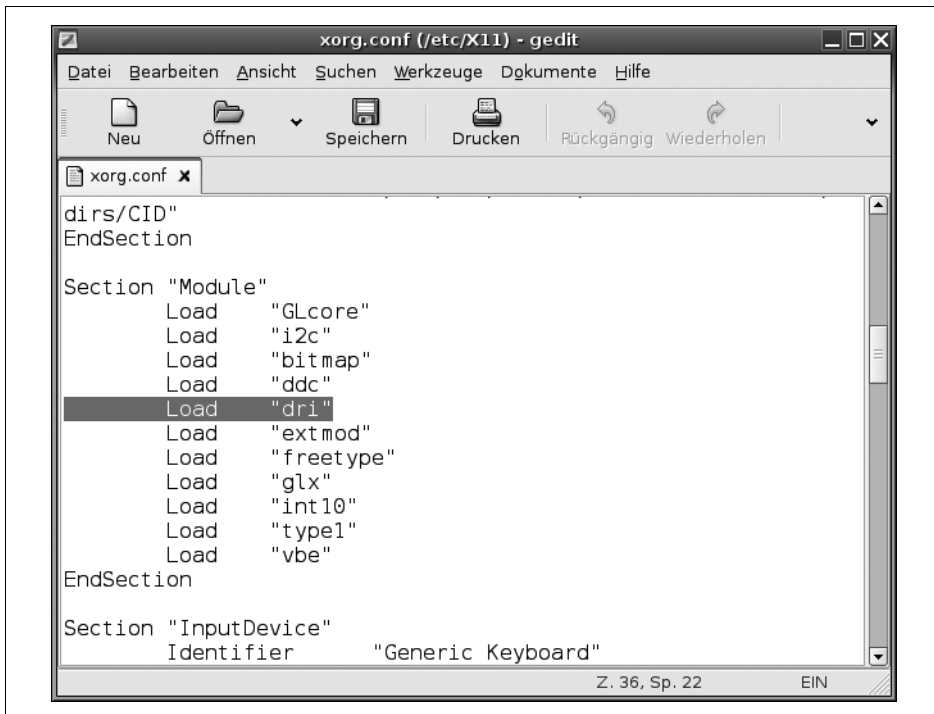 xorg.conf (/etc/X11) - gedit
Datei Bearbeiten Ansicht Suchen Werkzeuge Dokumente Hilfe
Neu Öffnen Speichern Drucken Rückgängig Wiederholen
xorg.conf
dirs/CID"
EndSection
Section "Module"
Load "GLcore"
Load "i2c"
Load "bitmap"
Load "ddc"
Load "dri"
Load "extmod"
Load "freetype"
Load "glx"
Load "int10"
Load "type1"
Load "vbe"
EndSection
Section "InputDevice"
Identifier "Generic Keyboard"
Z. 36, Sp. 22 EIN